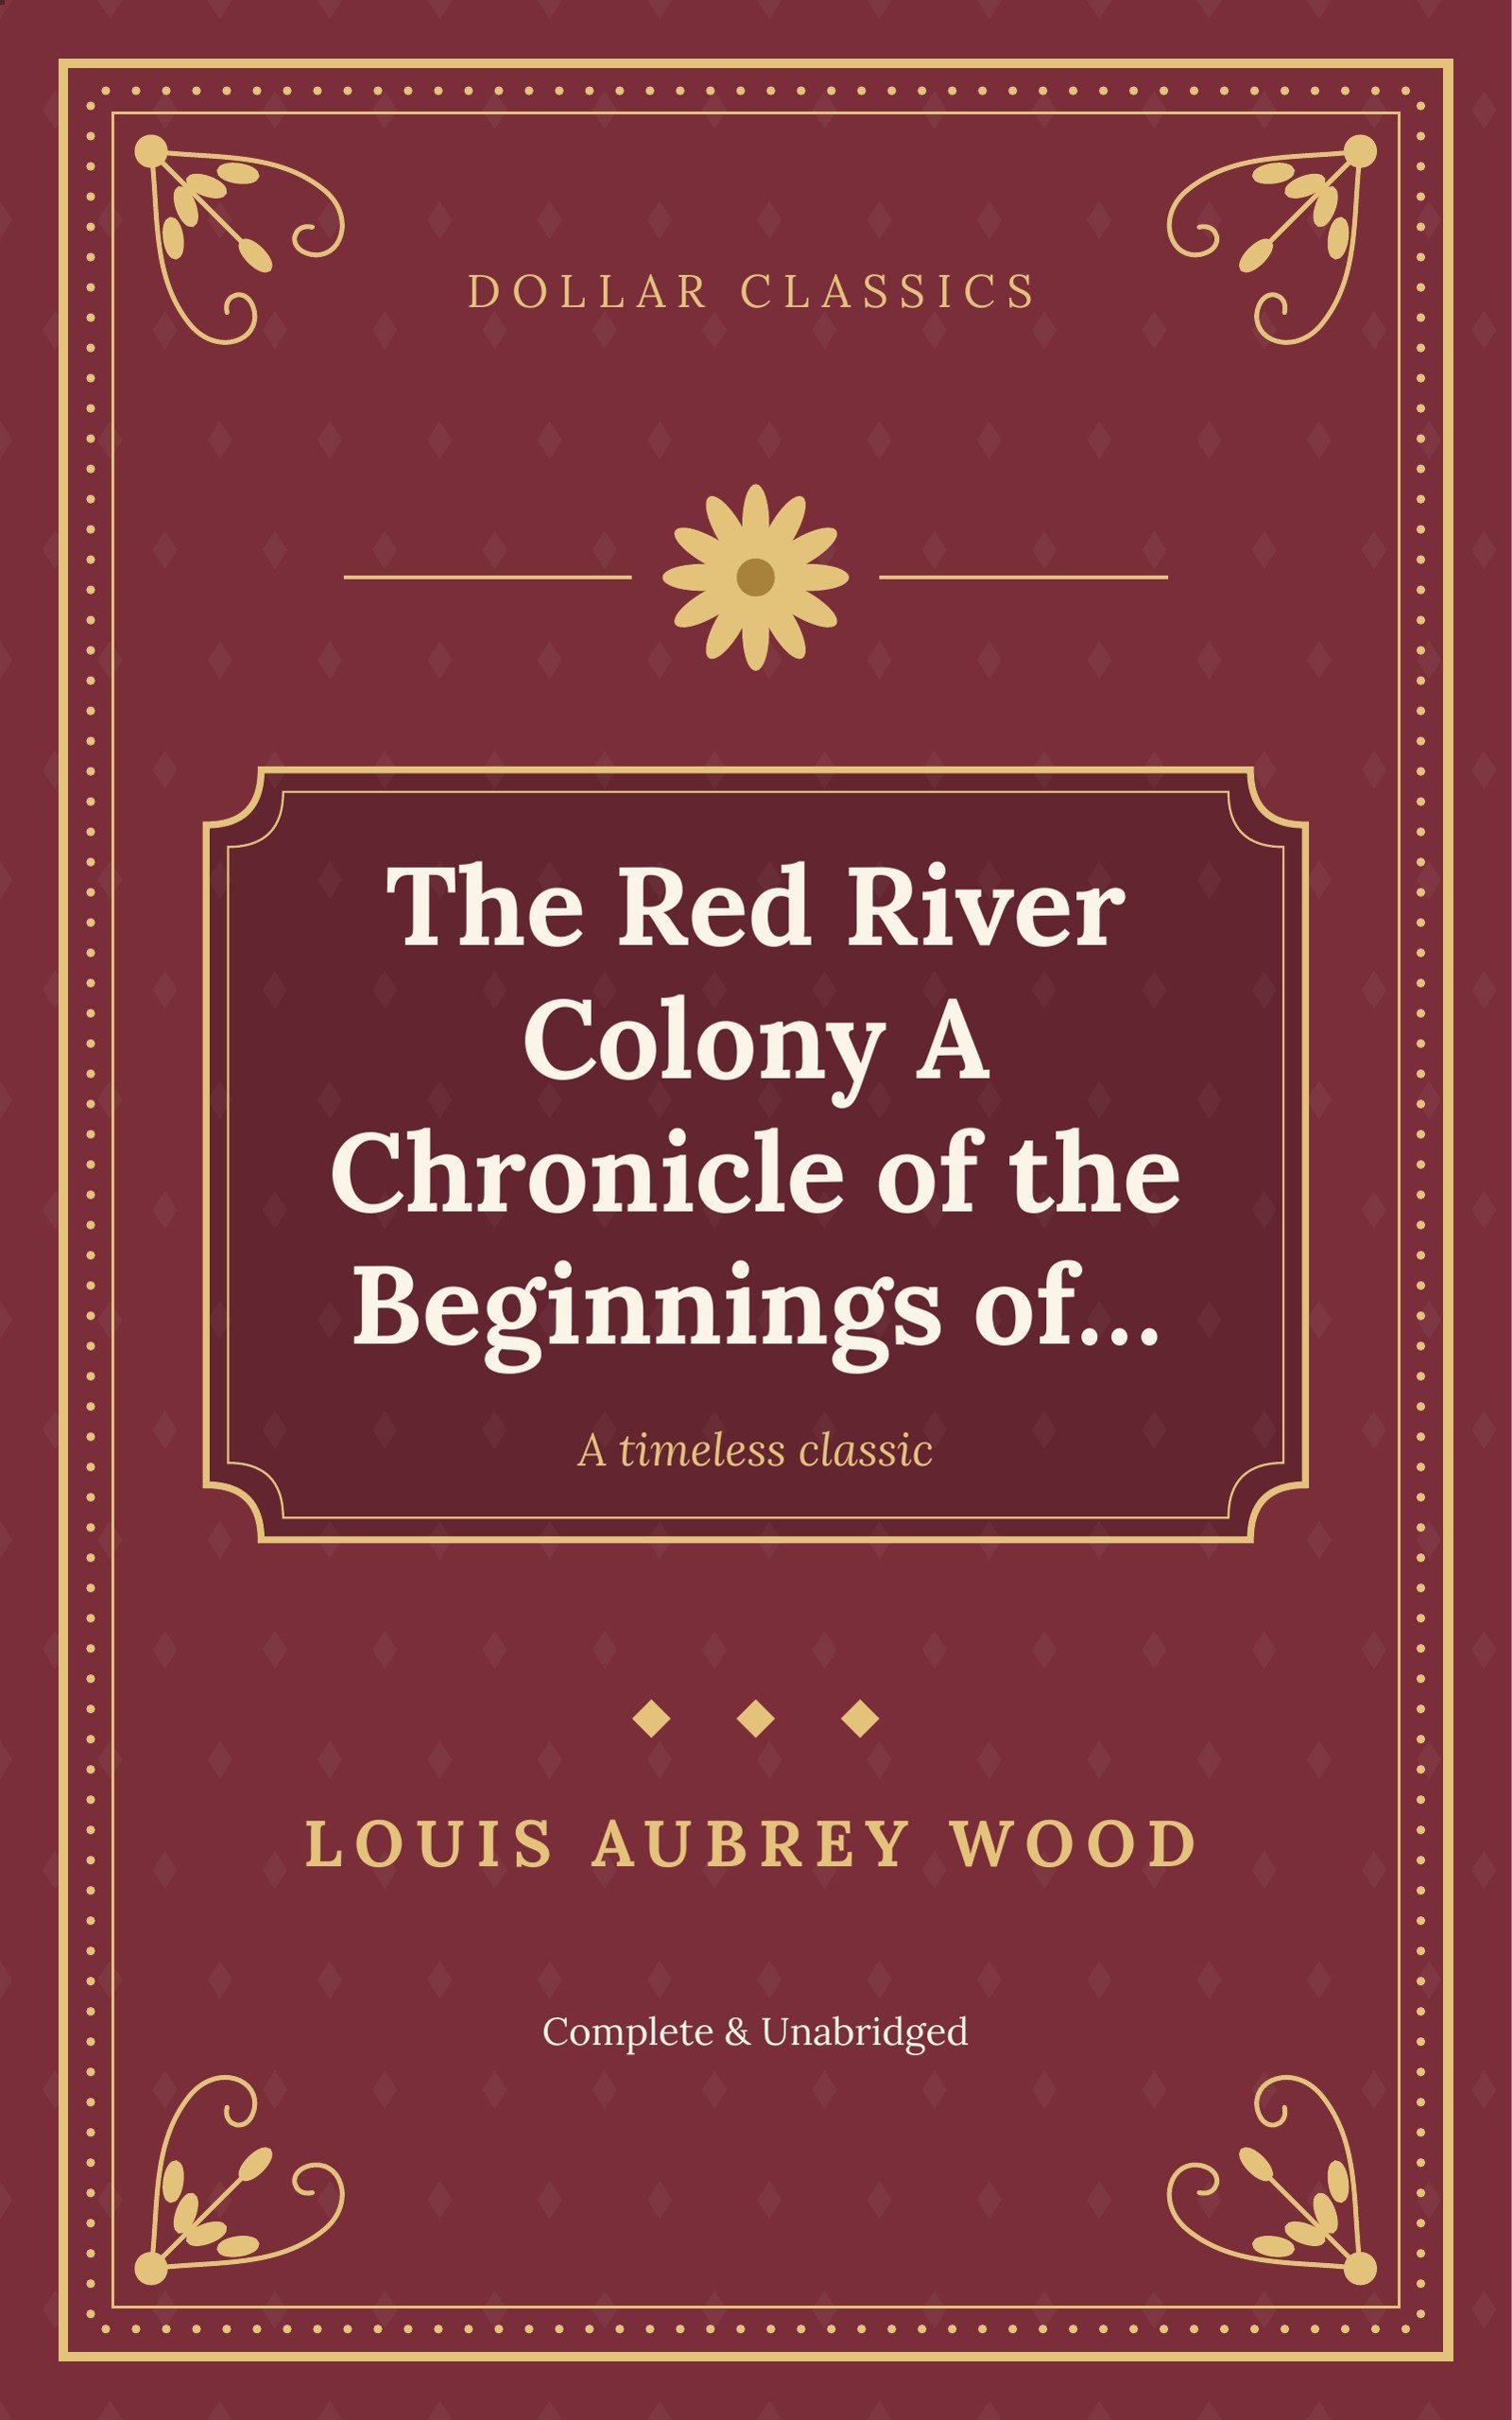 DOLLAR CLASSICS
The Red River
Colony A
Chronicle of the
Beginnings of...
A timeless classic
LOUIS AUBREY WOOD
Complete & Unabridged